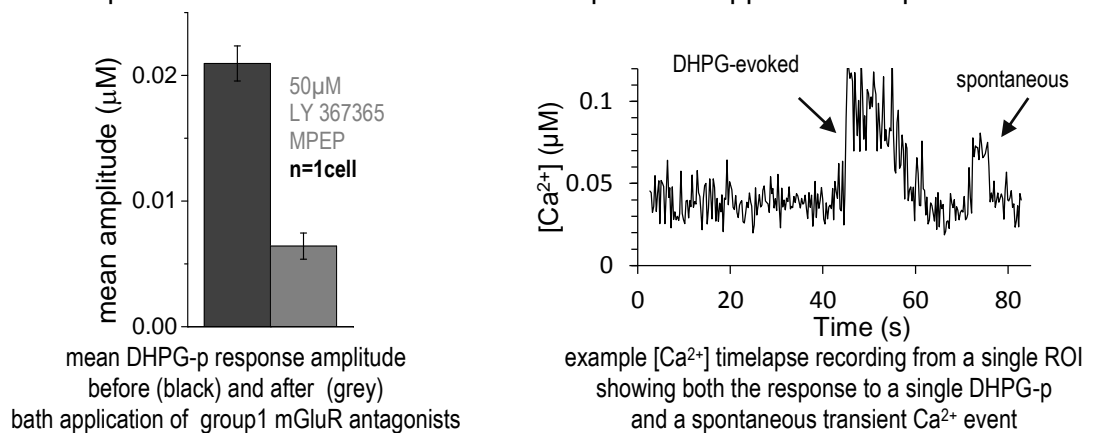 0.02
0.01
0.00
mean amplitude (μM)
50μM
LY 367365
MPEP
n=1cell
mean DHPG-p response amplitude
before (black) and after (grey)
bath application of group1 mGluR antagonists
DHPG-evoked
spontaneous
0.1
0.05
0
[Ca²⁺] (μM)
0 20 40 60 80
Time (s)
example [Ca²⁺] timelapse recording from a single ROI
showing both the response to a single DHPG-p
and a spontaneous transient Ca²⁺ event